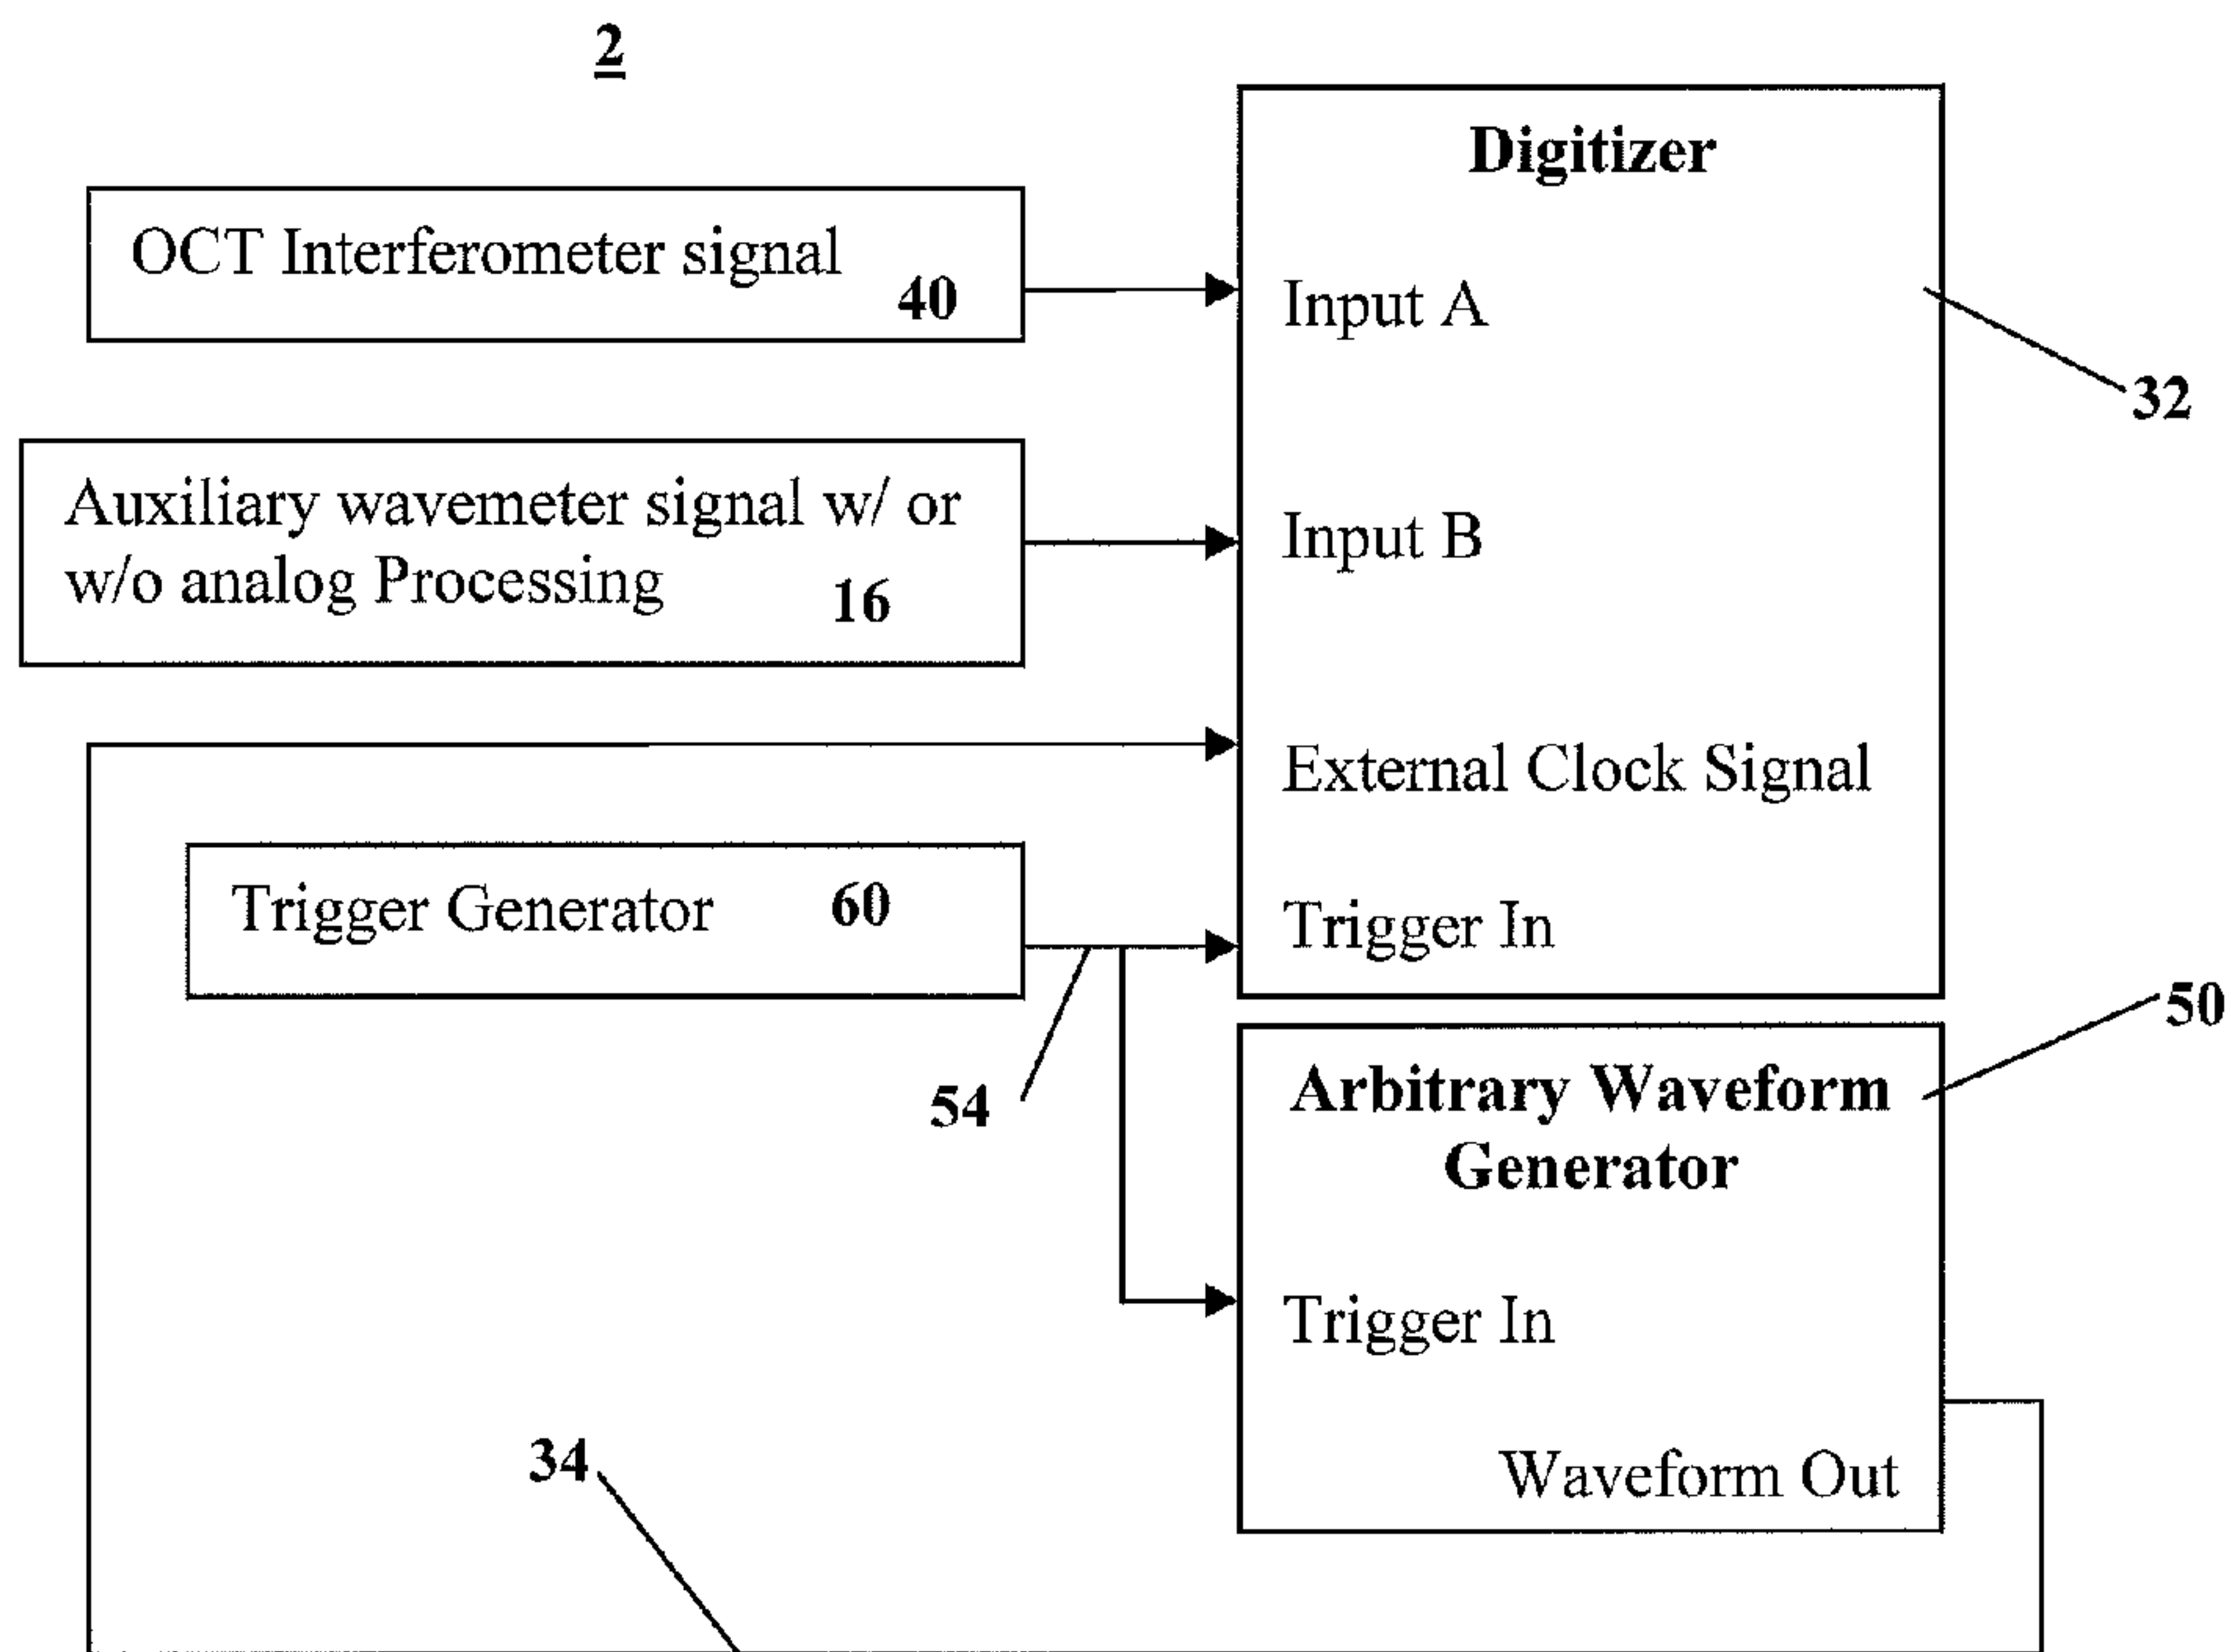 2
Digitizer
OCT Interferometer signal
40
Input A
32
Auxiliary wavemeter signal w/ or
w/o analog Processing
16
Input B
External Clock Signal
Trigger Generator
60
Trigger In
54
50
Arbitrary Waveform
Generator
Trigger In
34
Waveform Out